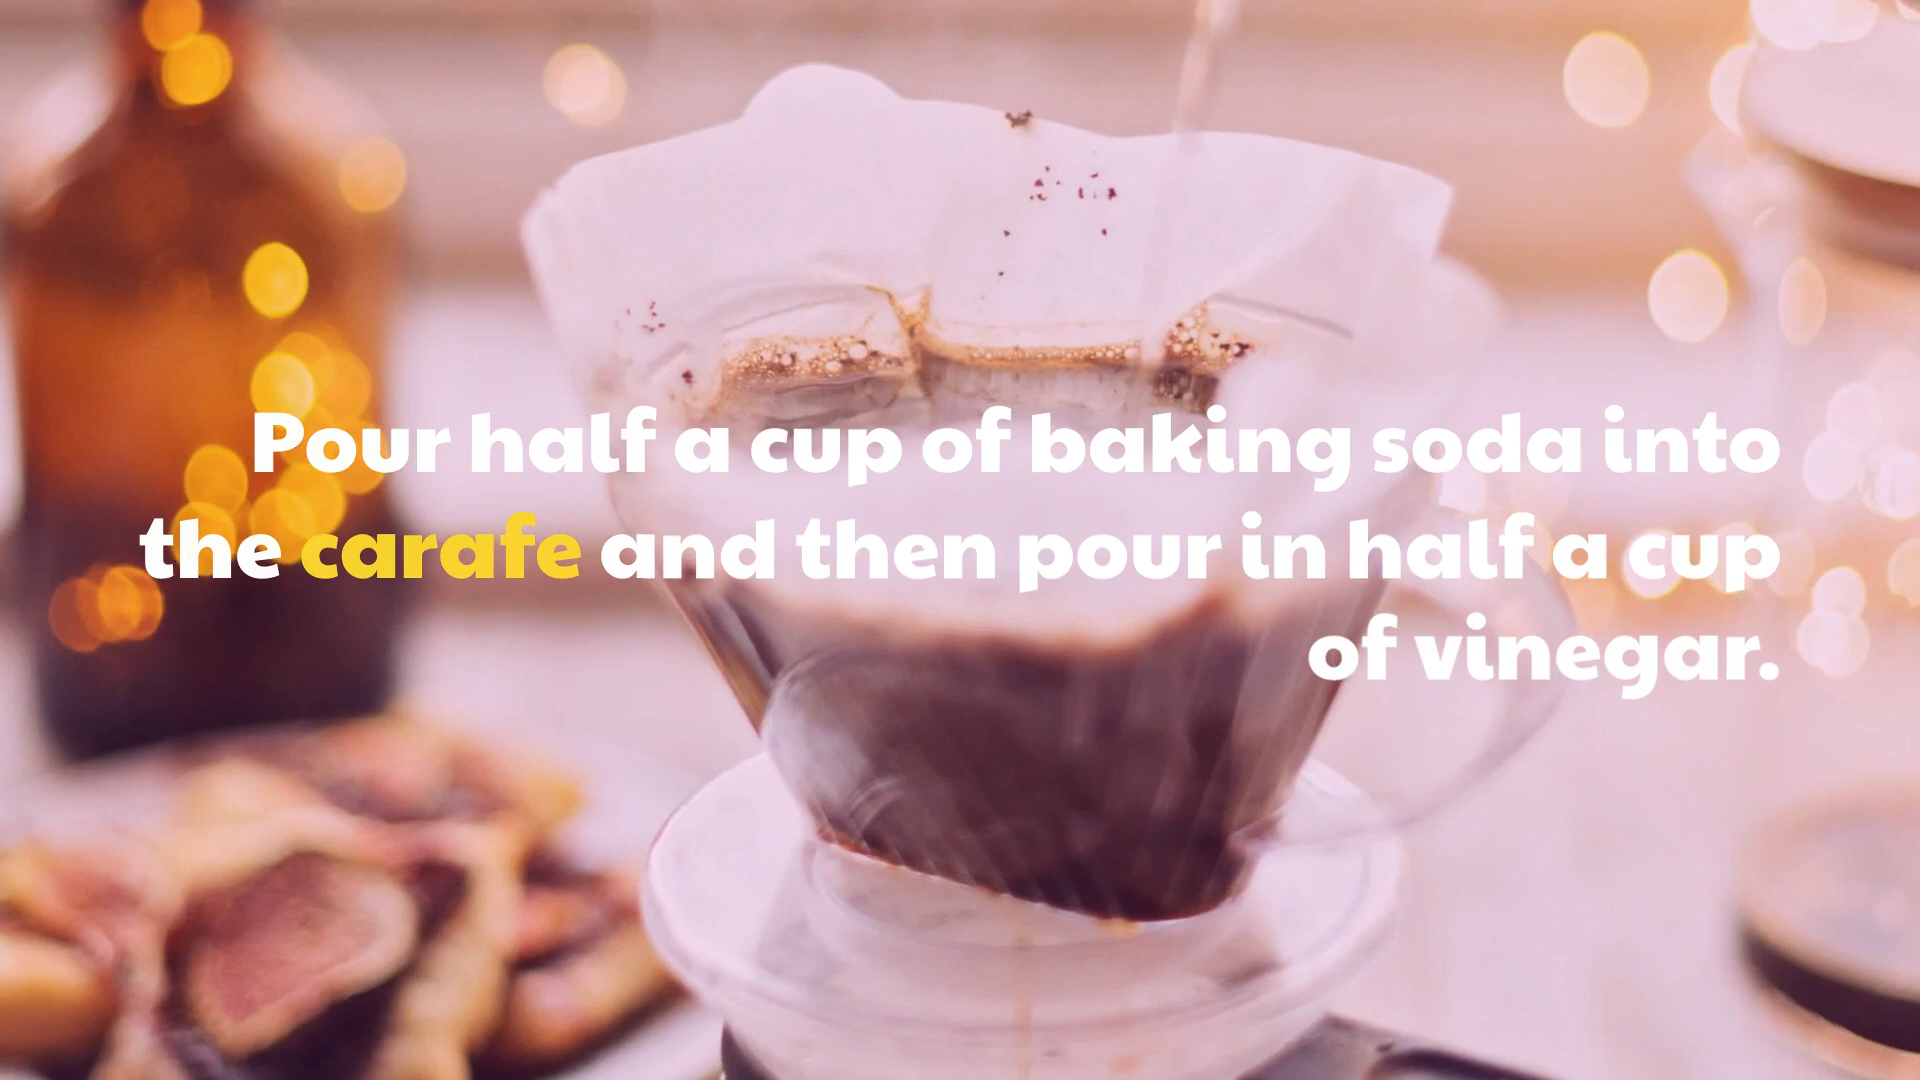 Pour half a cup of baking soda into
the carafe and then pour in half a cup
of vinegar.